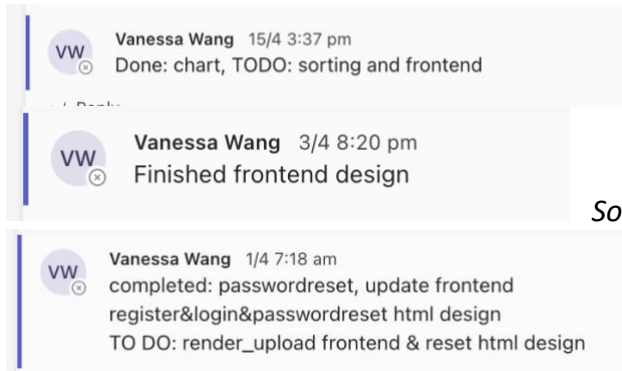 VW
Vanessa Wang 15/4 3:37 pm
Done: chart, TODO: sorting and frontend
VW
Vanessa Wang 3/4 8:20 pm
Finished frontend design
So
VW
Vanessa Wang 1/4 7:18 am
completed: passwordreset, update frontend
register&login&passwordreset html design
TO DO: render_upload frontend & reset html design